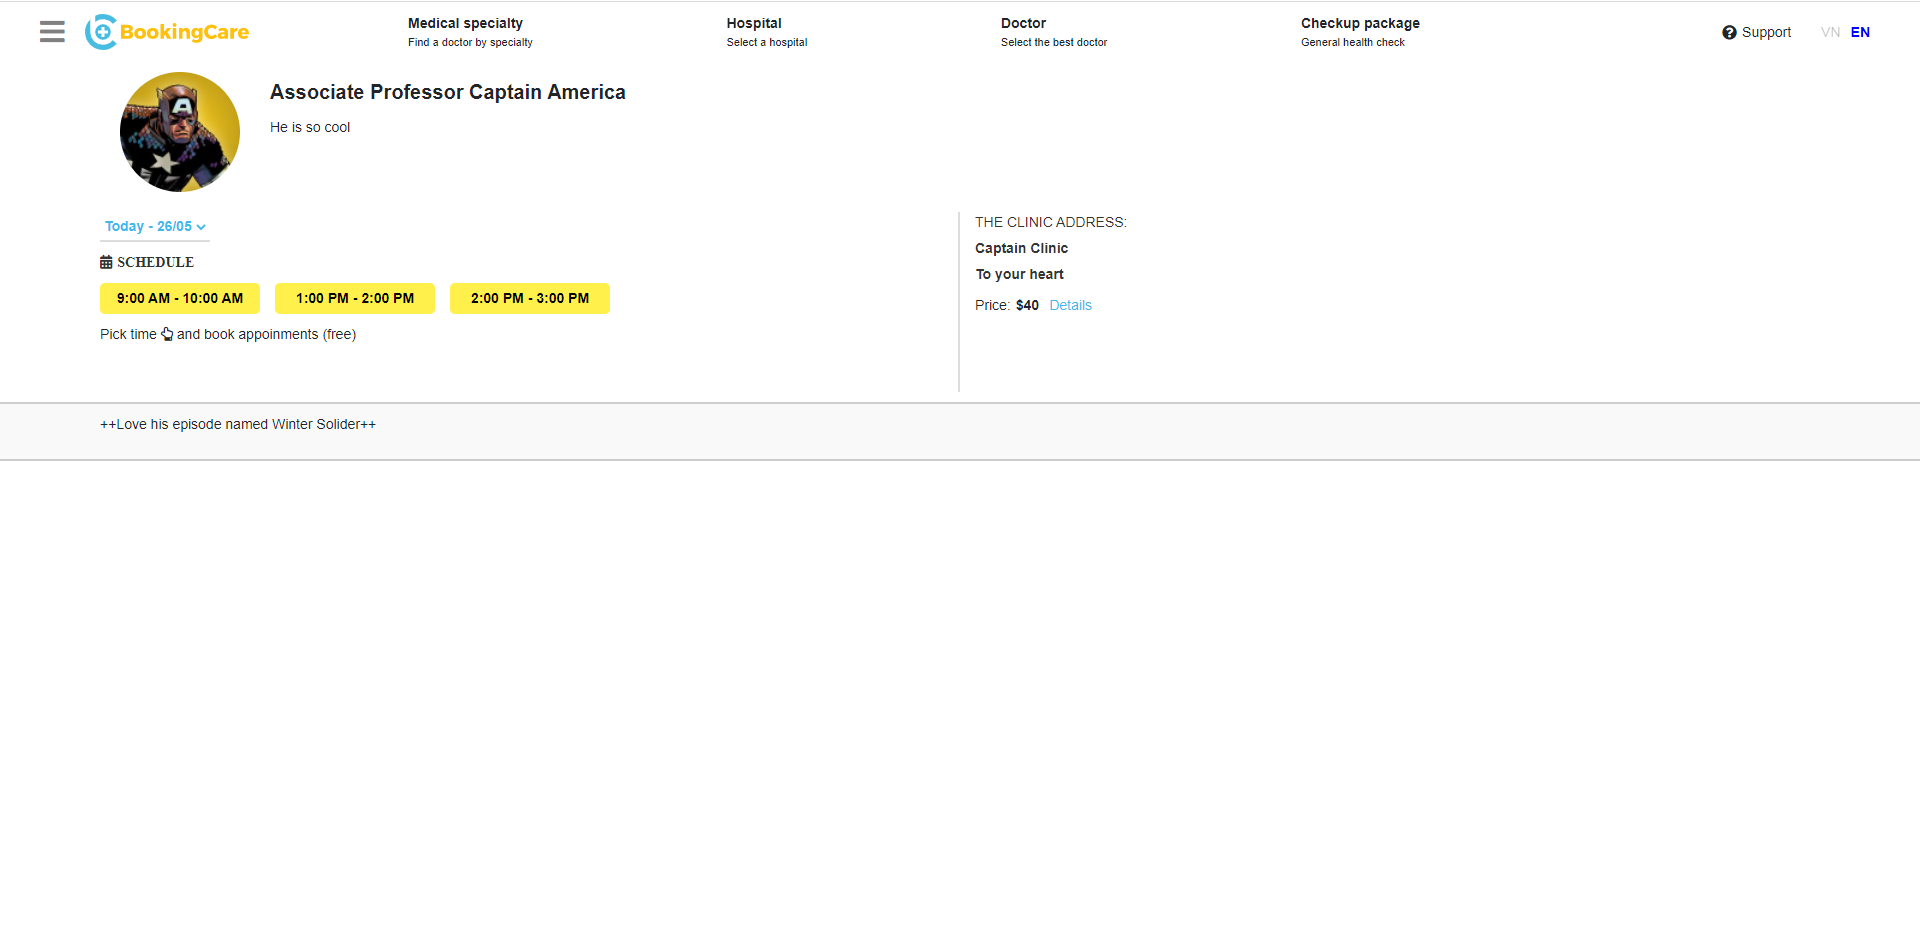 BookingCare
Medical specialty
Find a doctor by specialty
Hospital
Select a hospital
Doctor
Select the best doctor
Checkup package
General health check
Support
VN EN
A
Associate Professor Captain America
He is so cool
Today - 26/05
SCHEDULE
9:00 AM - 10:00 AM
1:00 PM - 2:00 PM
2:00 PM - 3:00 PM
Pick time and book appoinments (free)
THE CLINIC ADDRESS:
Captain Clinic
To your heart
Price: $40 Details
++Love his episode named Winter Solider++